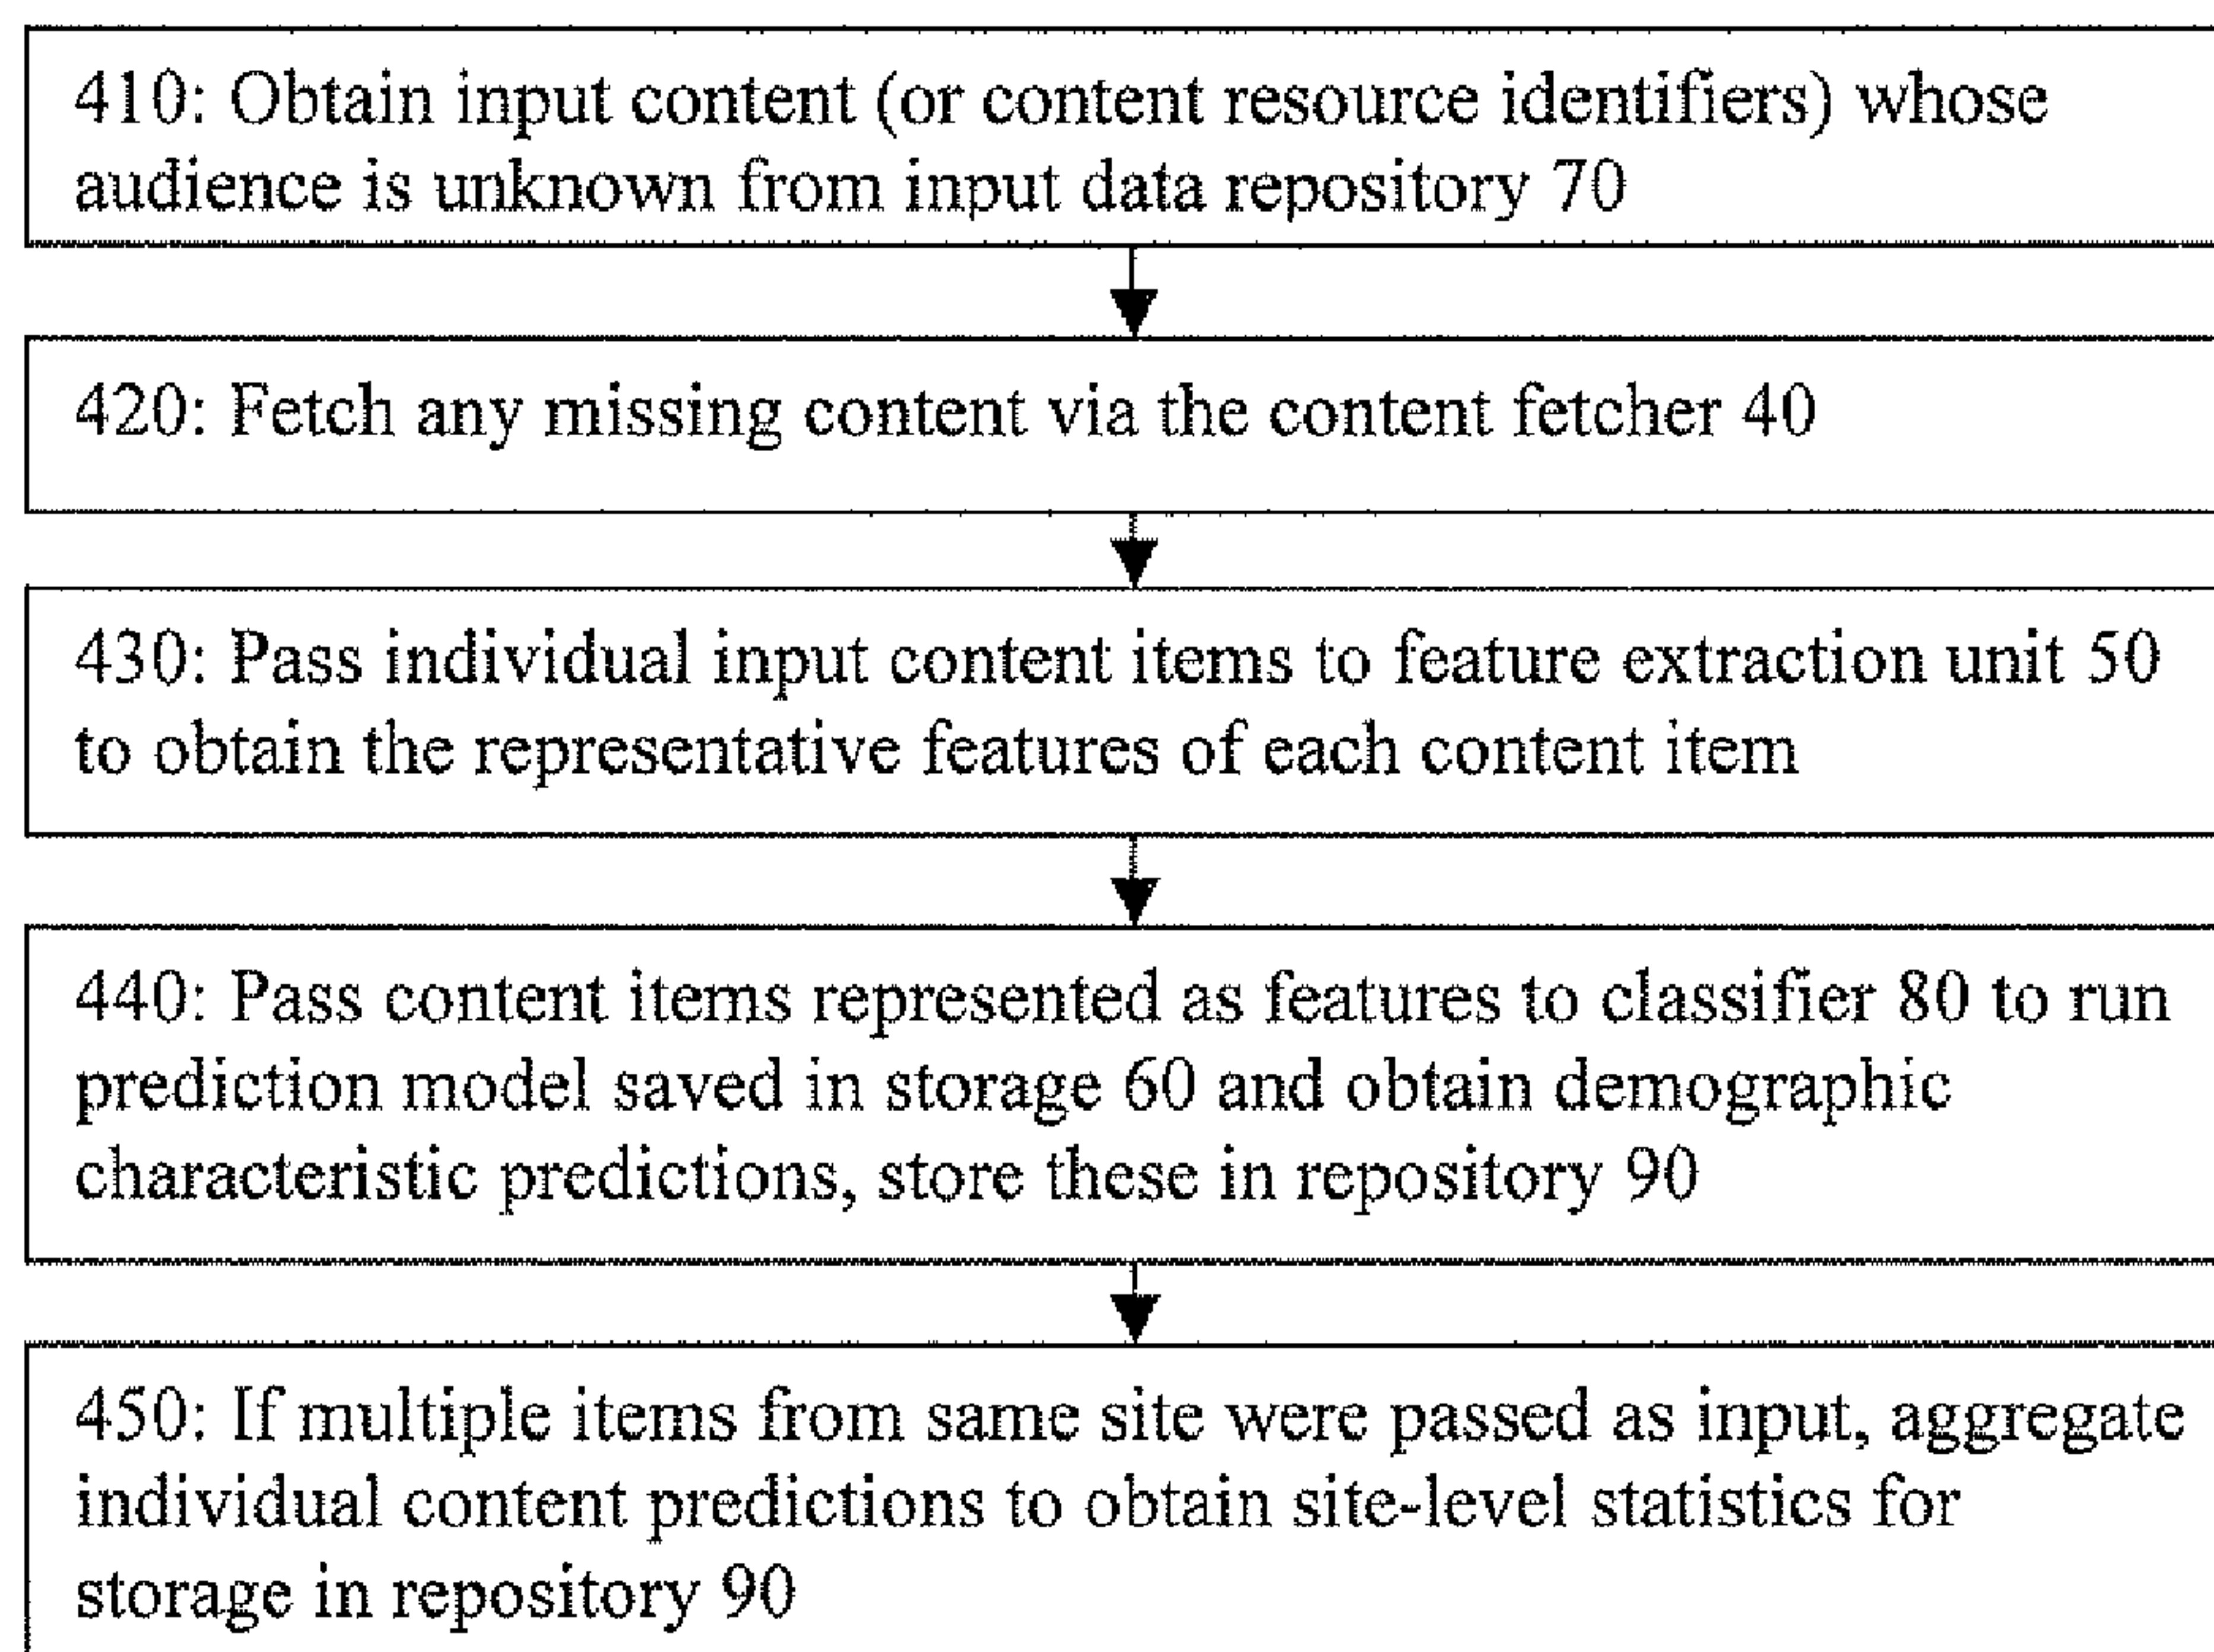 410: Obtain input content (or content resource identifiers) whose
audience is unknown from input data repository 70
420: Fetch any missing content via the content fetcher 40
430: Pass individual input content items to feature extraction unit 50
to obtain the representative features of each content item
440: Pass content items represented as features to classifier 80 to run
prediction model saved in storage 60 and obtain demographic
characteristic predictions, store these in repository 90
450: If multiple items from same site were passed as input, aggregate
individual content predictions to obtain site-level statistics for
storage in repository 90